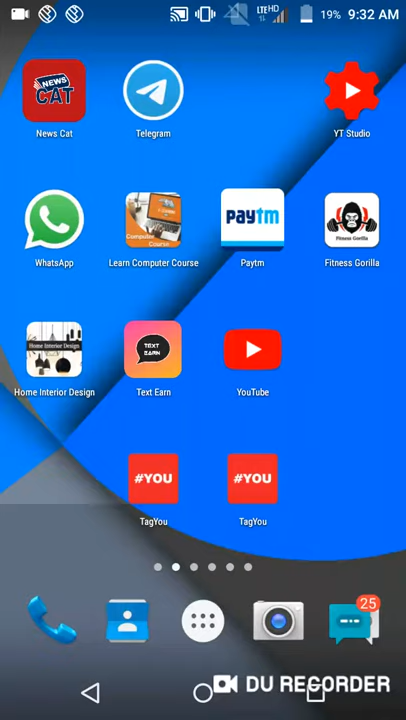 LTE HD 19% 9:32 AM
NEWS
CAT
News Cat
Telegram
YT Studio
Computer
Course
paytm
Fitness Gorilla
WhatsApp
Learn Computer Course
Paytm
Fitness Gorilla
Home Interior Design
TEXT
EARN
Home Interior Design
Text Earn
YouTube
#YOU
#YOU
TagYou
TagYou
25
DU RECORDER